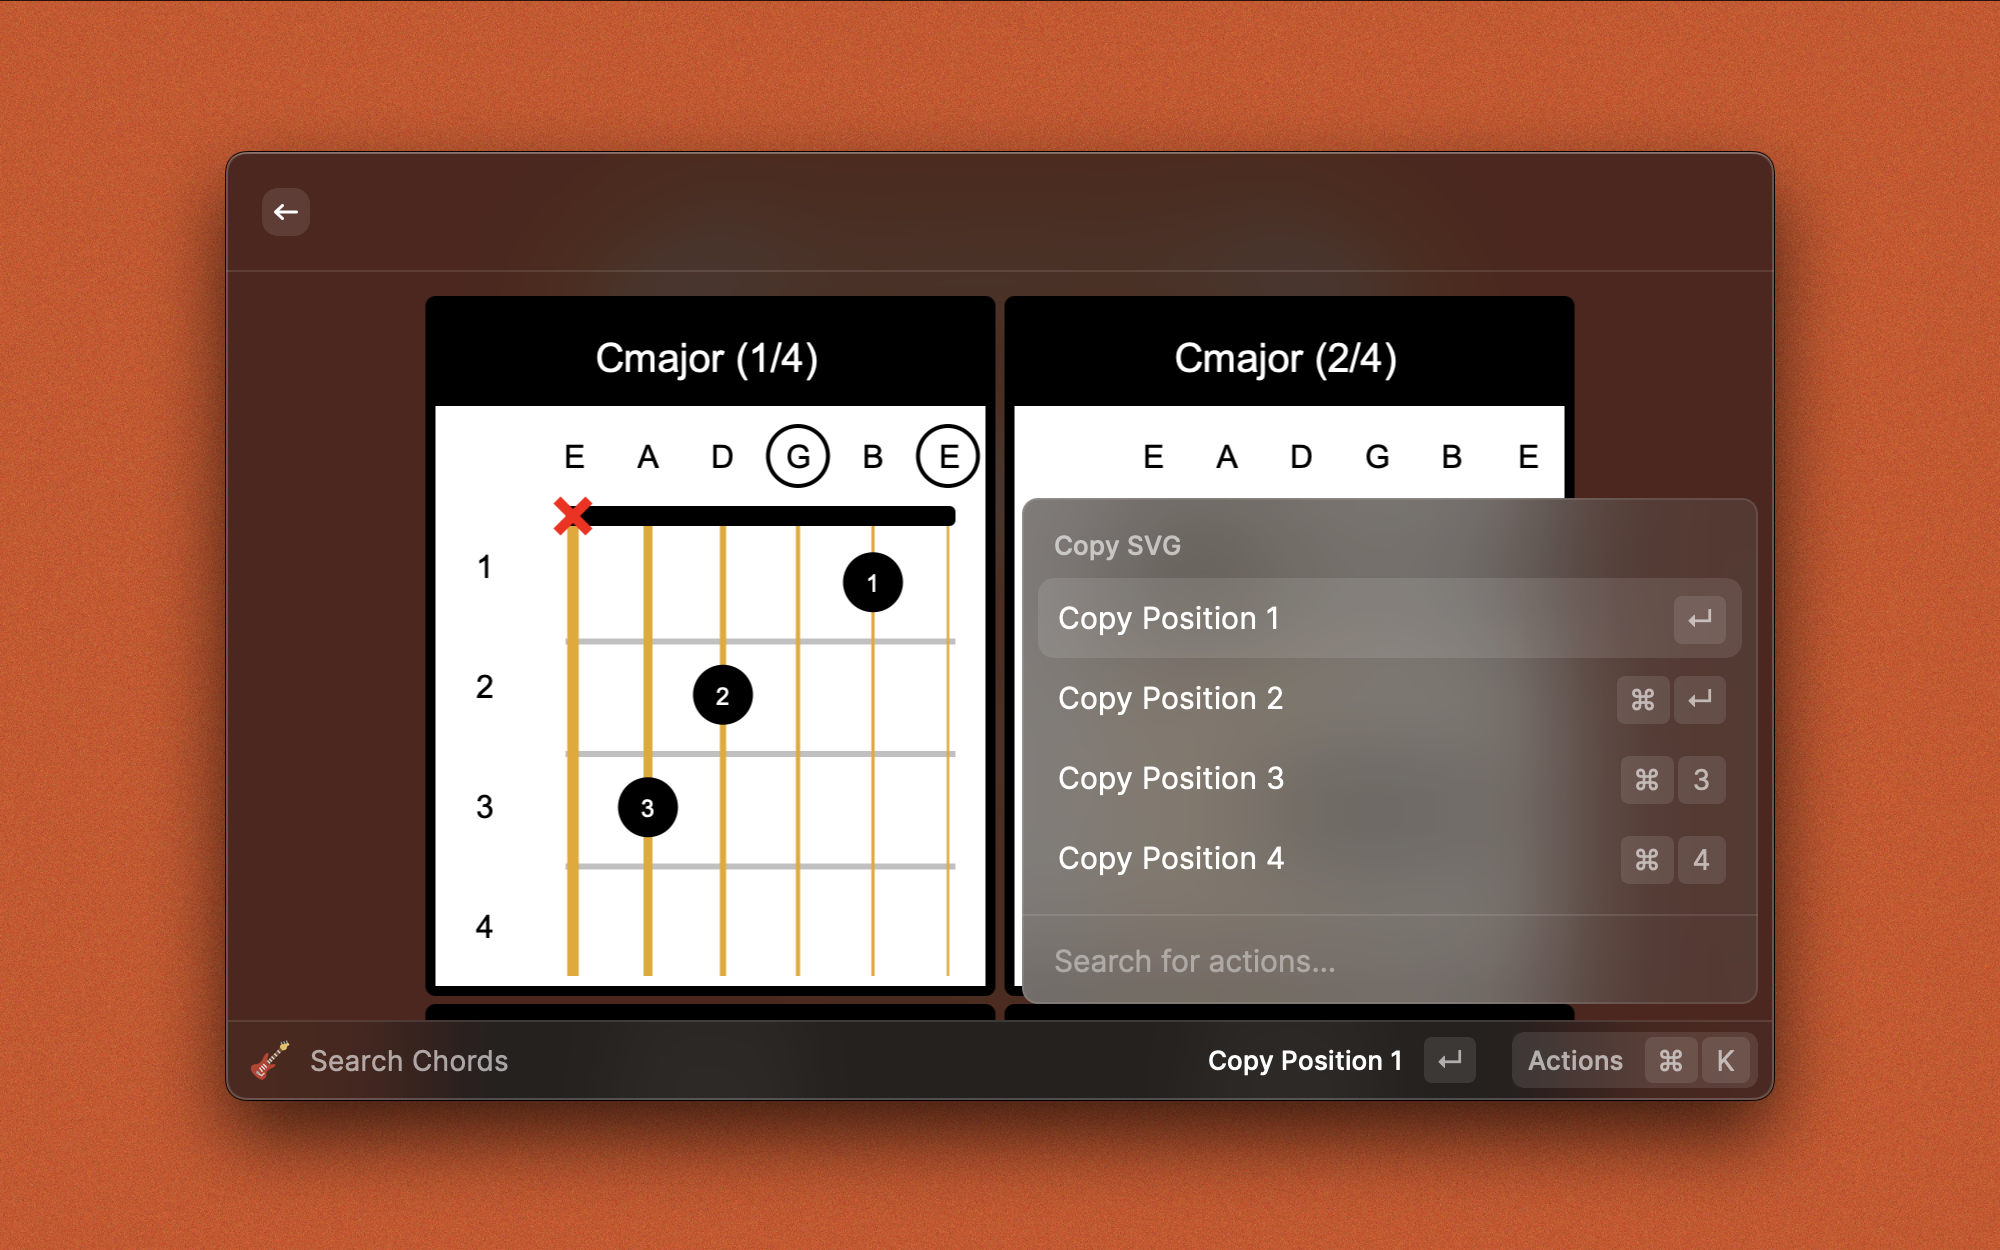 Cmajor (1/4)
E A D G B E
1
1
2
2
3
3
4
Cmajor (2/4)
E A D G B E
Copy SVG
Copy Position 1 ↵
Copy Position 2 ⌘ ↵
Copy Position 3 ⌘ 3
Copy Position 4 ⌘ 4
Search for actions...
Search Chords
Copy Position 1 ↵
Actions ⌘ K